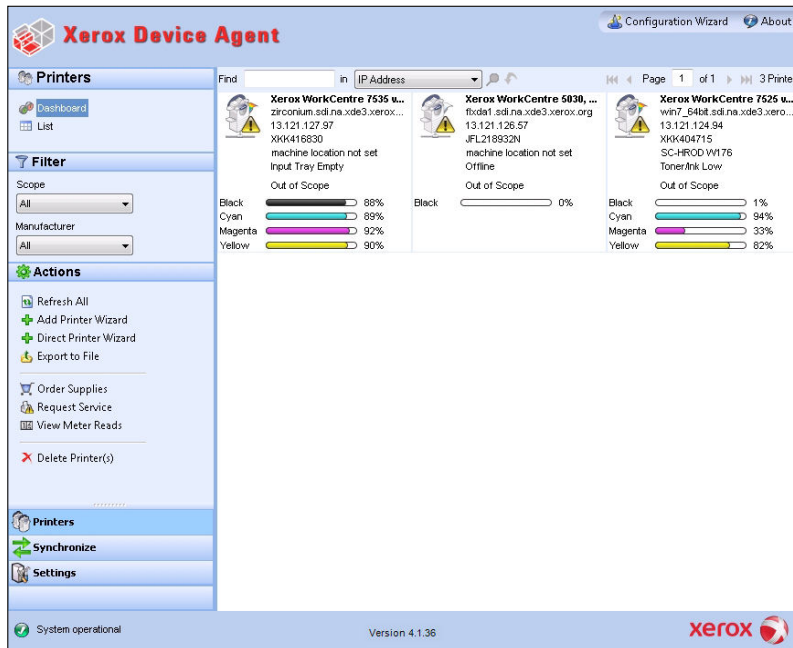 Xerox Device Agent
Configuration Wizard About
Printers
Dashboard
List
Filter
Scope
All
Manufacturer
All
Actions
Refresh All
Add Printer Wizard
Direct Printer Wizard
Export to File
Order Supplies
Request Service
View Meter Reads
Delete Printer(s)
Printers
Synchronize
Settings
Find in IP Address Page 1 of 1 3 Printe
Xerox WorkCentre 7535 u...
zirconium.sdi.na.xde3.xerox...
13.121.127.97
XKK416830
machine location not set
Input Tray Empty
Out of Scope
Black 88%
Cyan 89%
Magenta 92%
Yellow 90%
Xerox WorkCentre 5030, ...
flxda1.sdi.na.xde3.xerox.org
13.121.126.57
JFL218932N
machine location not set
Offline
Out of Scope
Black 0%
Xerox WorkCentre 7525 u...
win7_64bit.sdi.na.xde3.xero...
13.121.124.94
XKK404715
SC-HROD W176
Toner/Ink Low
Out of Scope
Black 1%
Cyan 94%
Magenta 33%
Yellow 82%
System operational
Version 4.1.36
xerox